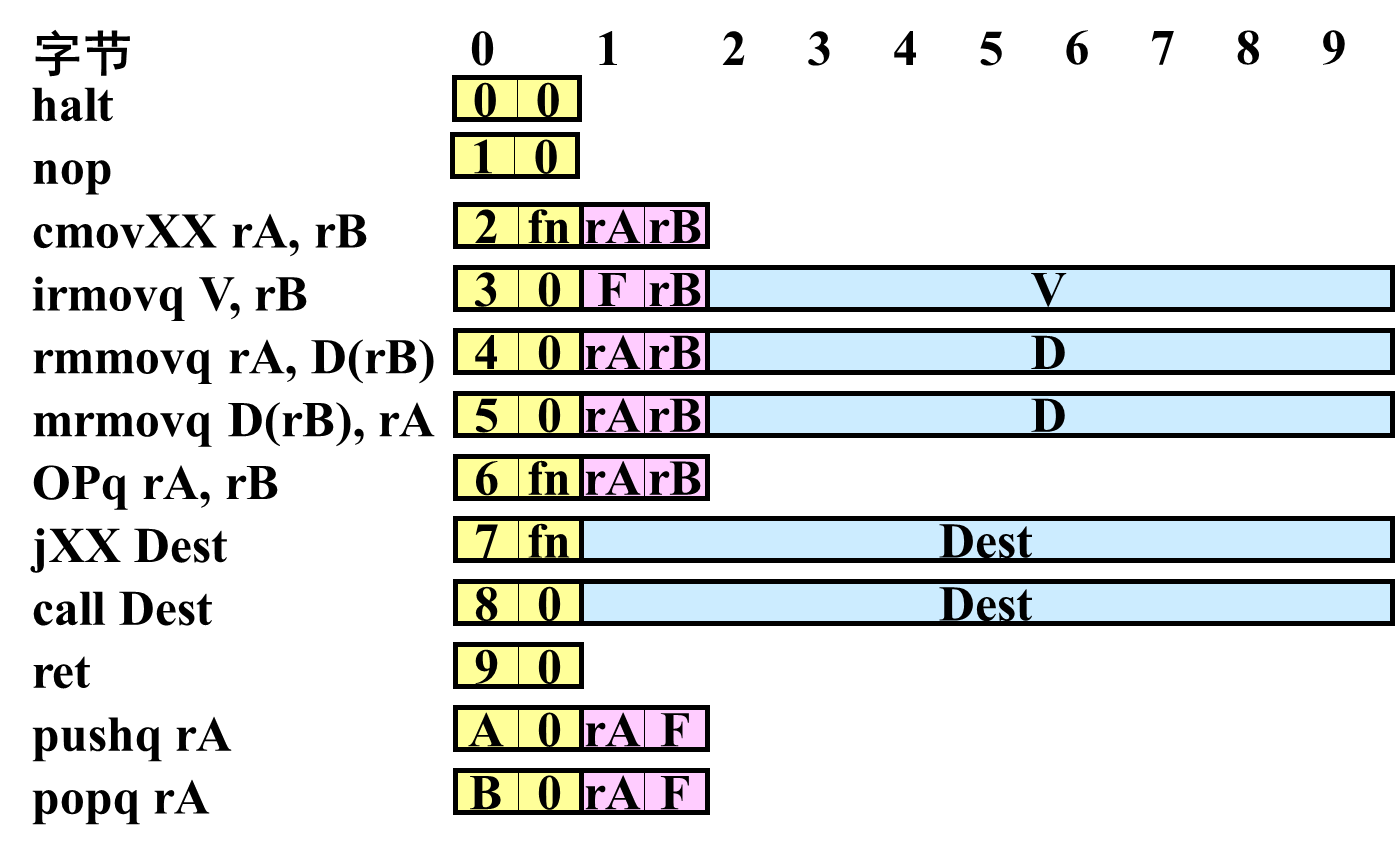 字节 0 1 2 3 4 5 6 7 8 9
halt 0 0
nop 1 0
cmovXX rA, rB 2 fn rA rB
irmovq V, rB 3 0 F rB V
rmmovq rA, D(rB) 4 0 rA rB D
mrmovq D(rB), rA 5 0 rA rB D
OPq rA, rB 6 fn rA rB
jXX Dest 7 fn Dest
call Dest 8 0 Dest
ret 9 0
pushq rA A 0 rA F
popq rA B 0 rA F